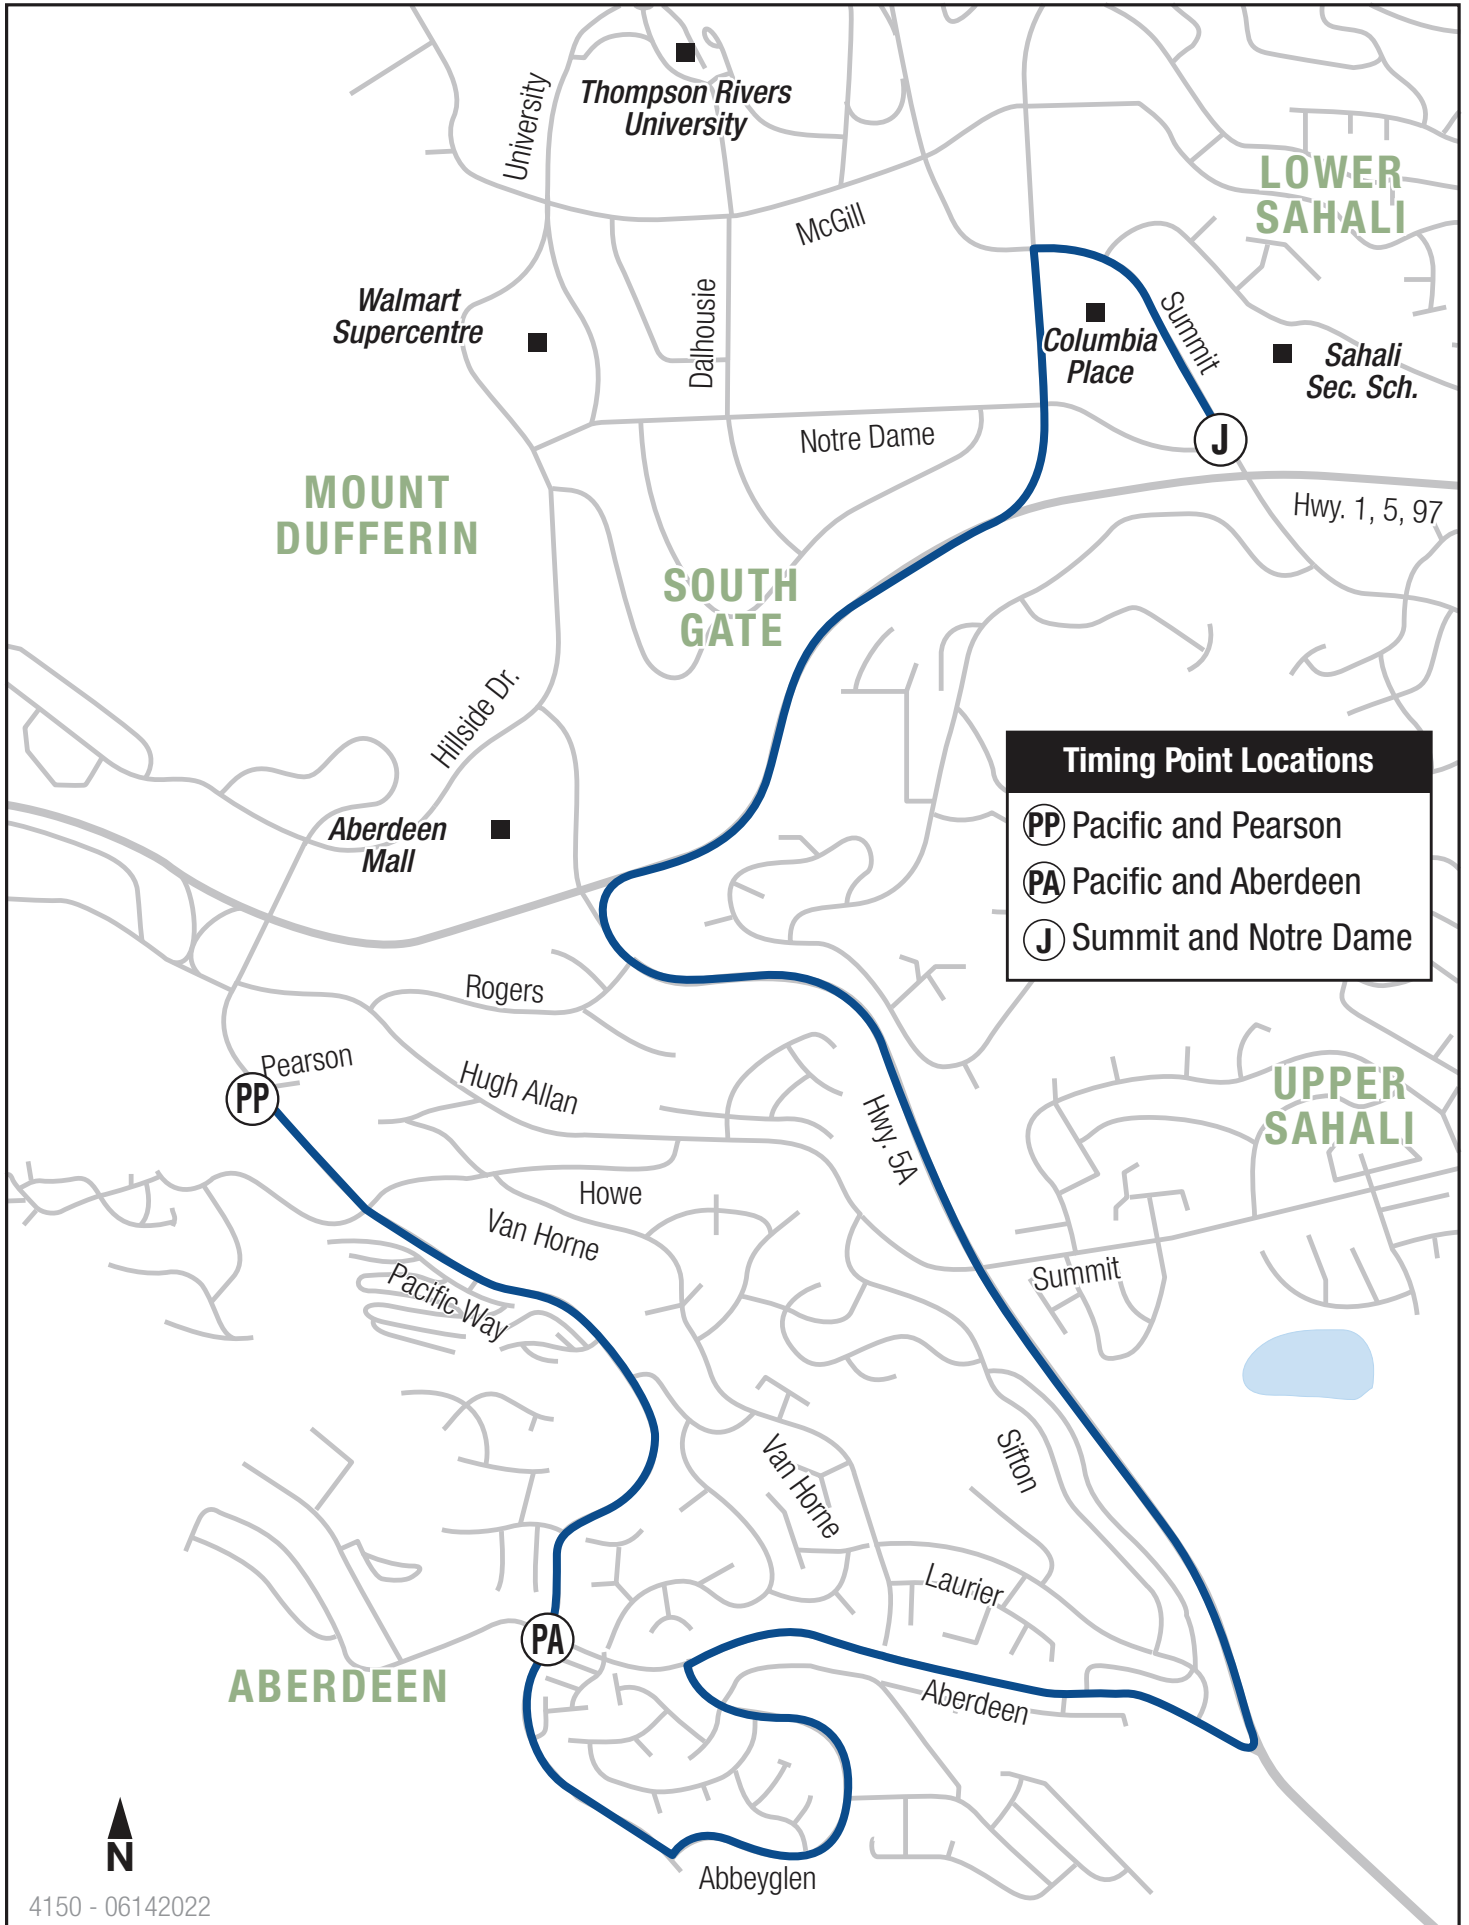 Thompson Rivers
University
University
LOWER
SAHALI
McGill
Walmart
Supercentre
Dalhousie
Summit
Columbia
Place
Sahali
Sec. Sch.
J
Notre Dame
MOUNT
DUFFERIN
Hwy. 1, 5, 97
SOUTH
GATE
Hillside Dr.
Timing Point Locations
PP Pacific and Pearson
PA Pacific and Aberdeen
J Summit and Notre Dame
Aberdeen
Mall
Rogers
Pearson
PP
Hugh Allan
Hwy. 5A
UPPER
SAHALI
Howe
Van Horne
Pacific Way
Summit
Sifton
Van Horne
Laurier
PA
ABERDEEN
Aberdeen
Abbeyglen
N
4150 - 06142022